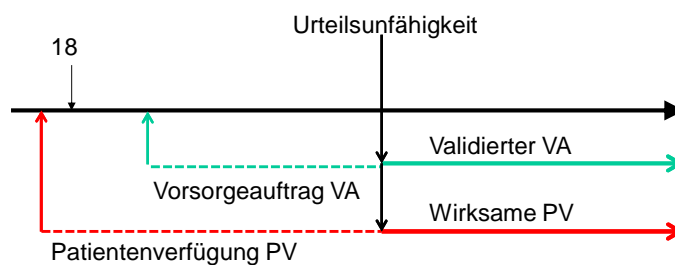 Urteilsunfähigkeit
18
Validierter VA
Vorsorgeauftrag VA
Wirksame PV
Patientenverfügung PV